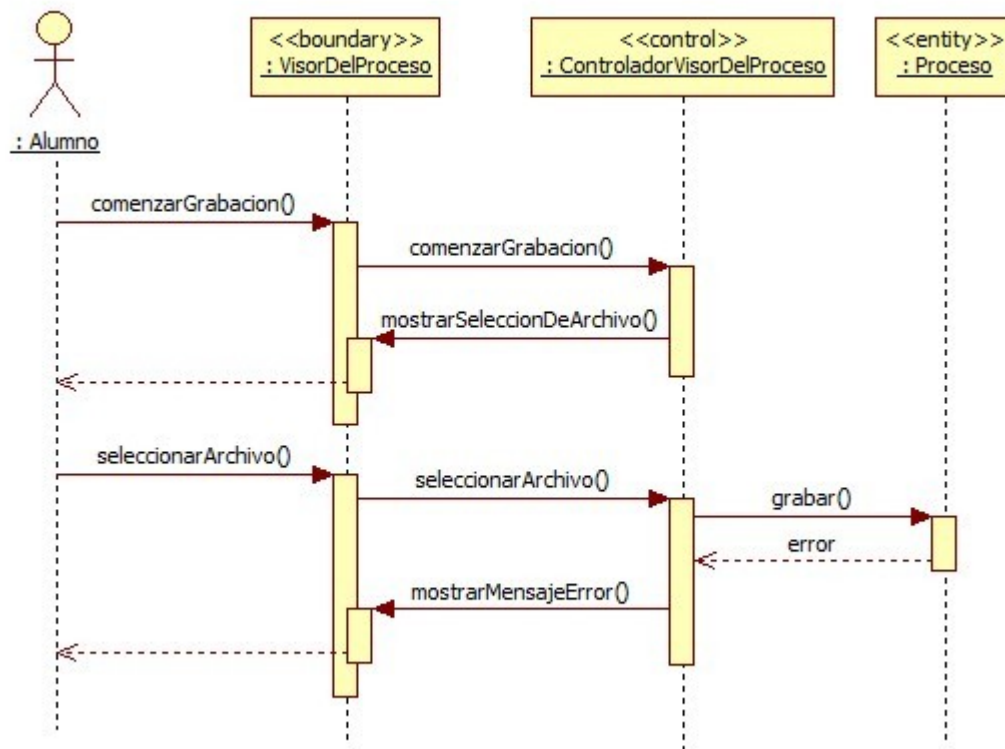 <<boundary>>
: VisorDelProceso
<<control>>
: ControladorVisorDelProceso
<<entity>>
: Proceso
: Alumno
comenzarGrabacion()
comenzarGrabacion()
mostrarSeleccionDeArchivo()
seleccionarArchivo()
seleccionarArchivo()
grabar()
error
mostrarMensajeError()